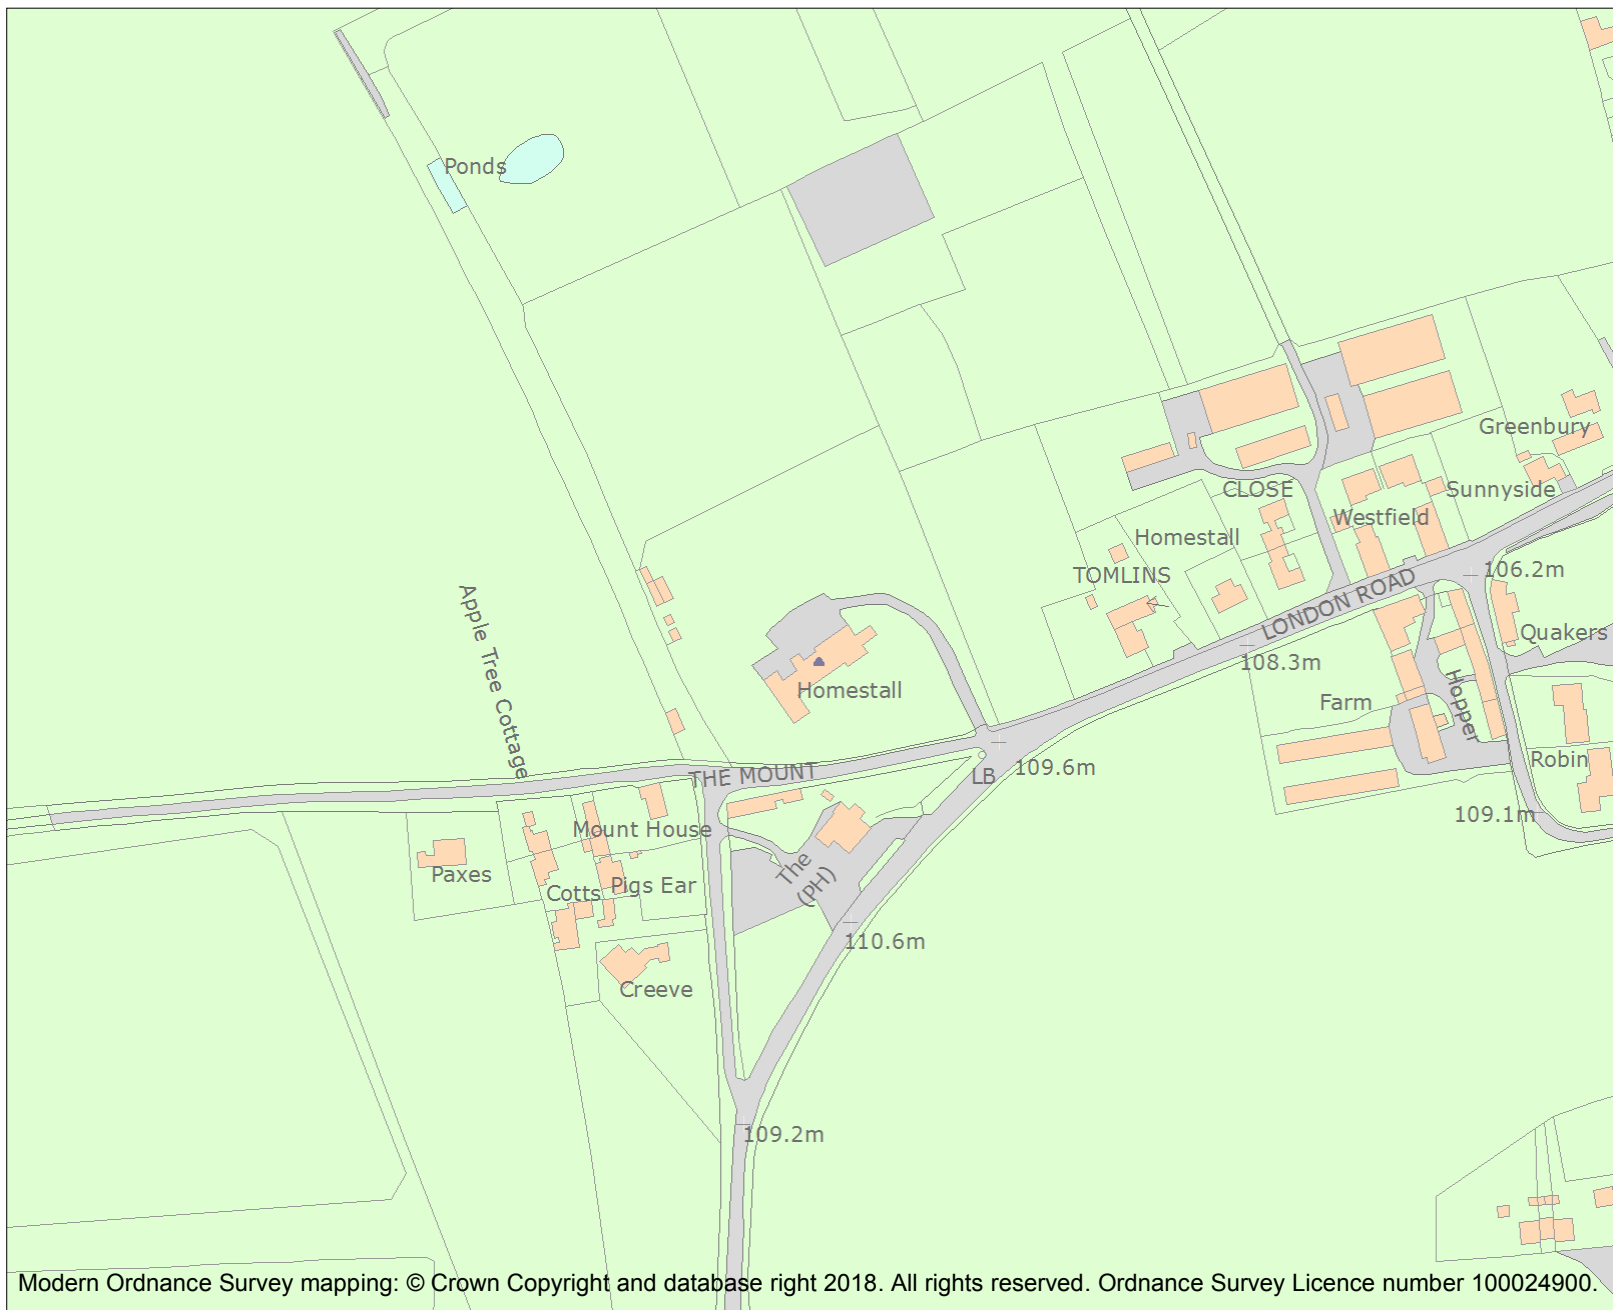 Ponds
Greenbury
CLOSE
Sunnyside
Westfield
Homestall
TOMLINS
106.2m
LONDON ROAD
Quakers
108.3m
Apple Tree Cottage
Homestall
Farm
Hopper
Robin
THE MOUNT
LB
109.6m
109.1m
Mount House
The
(PH)
Paxes
Cotts
Pigs Ear
110.6m
Creeve
109.2m
Modern Ordnance Survey mapping: © Crown Copyright and database right 2018. All rights reserved. Ordnance Survey Licence number 100024900.